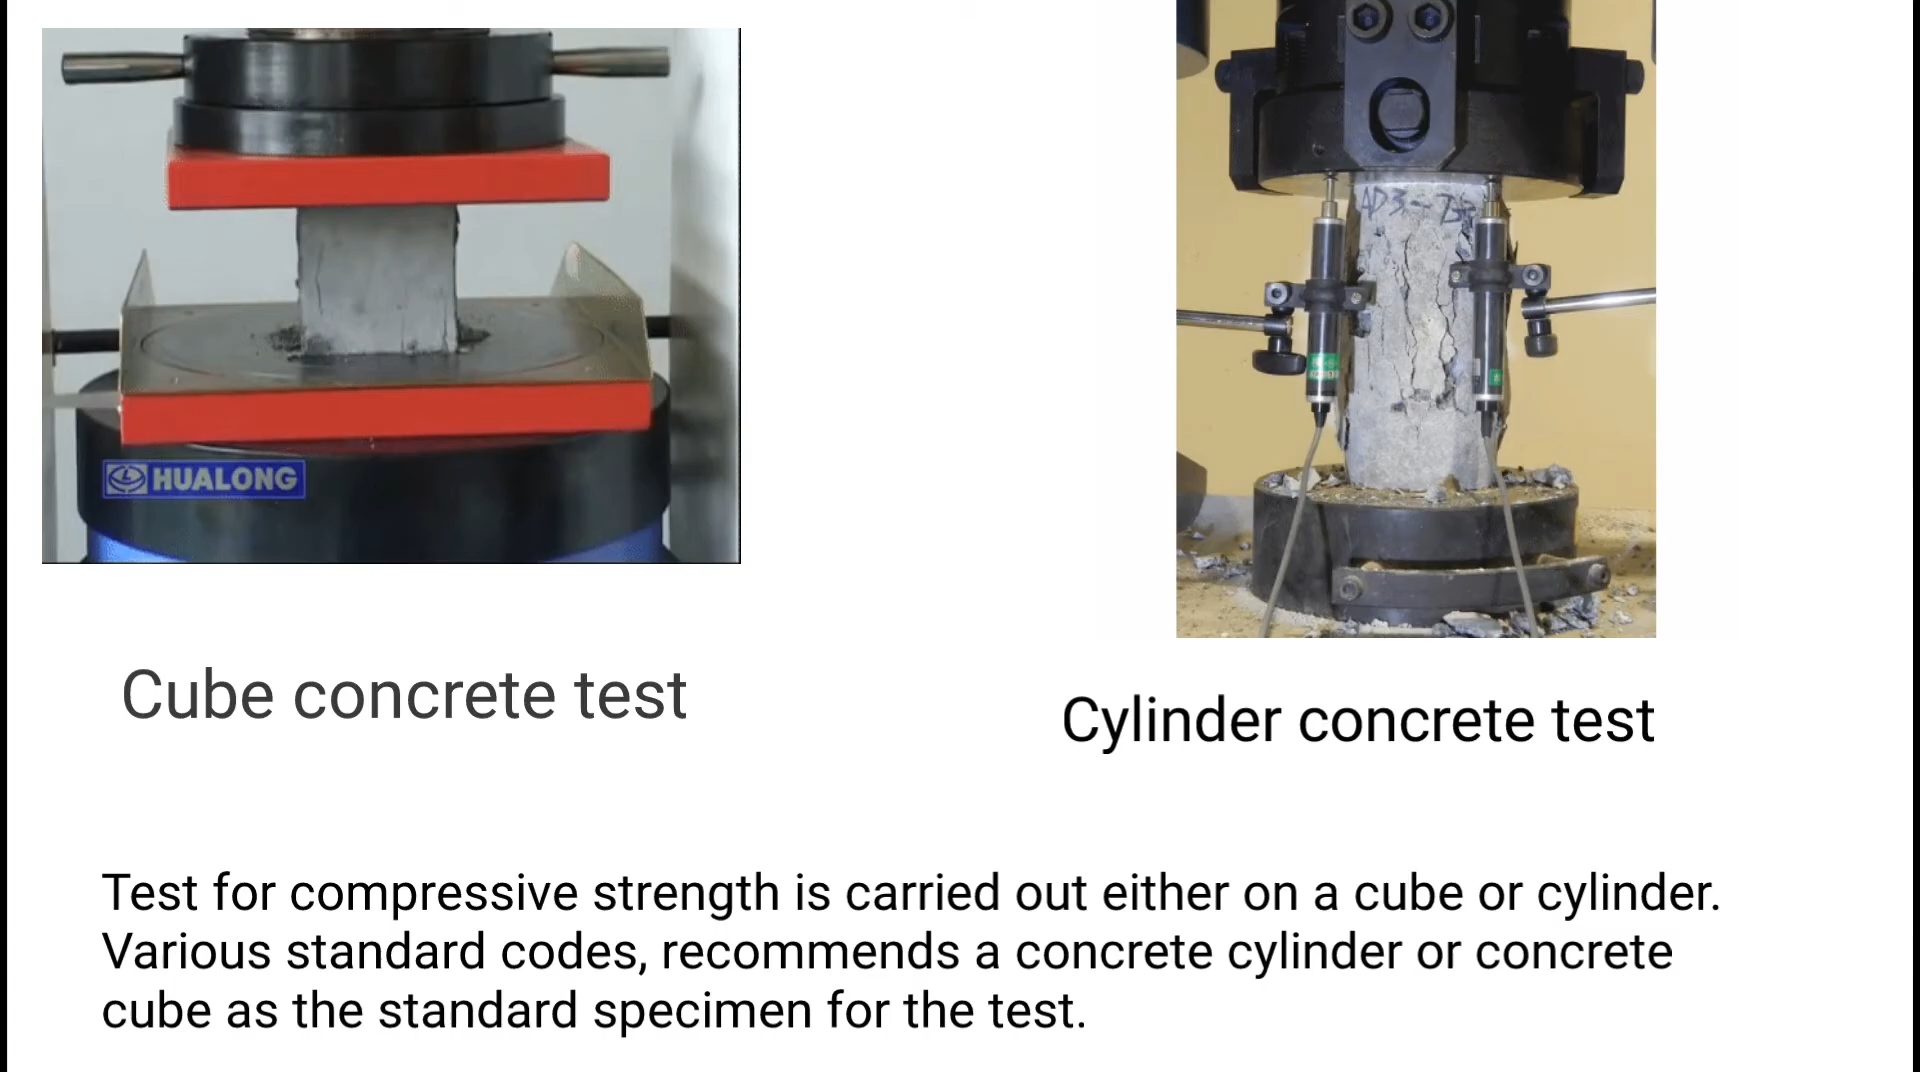 HUALONG
AD3-
Cube concrete test
Cylinder concrete test
Test for compressive strength is carried out either on a cube or cylinder.
Various standard codes, recommends a concrete cylinder or concrete
cube as the standard specimen for the test.